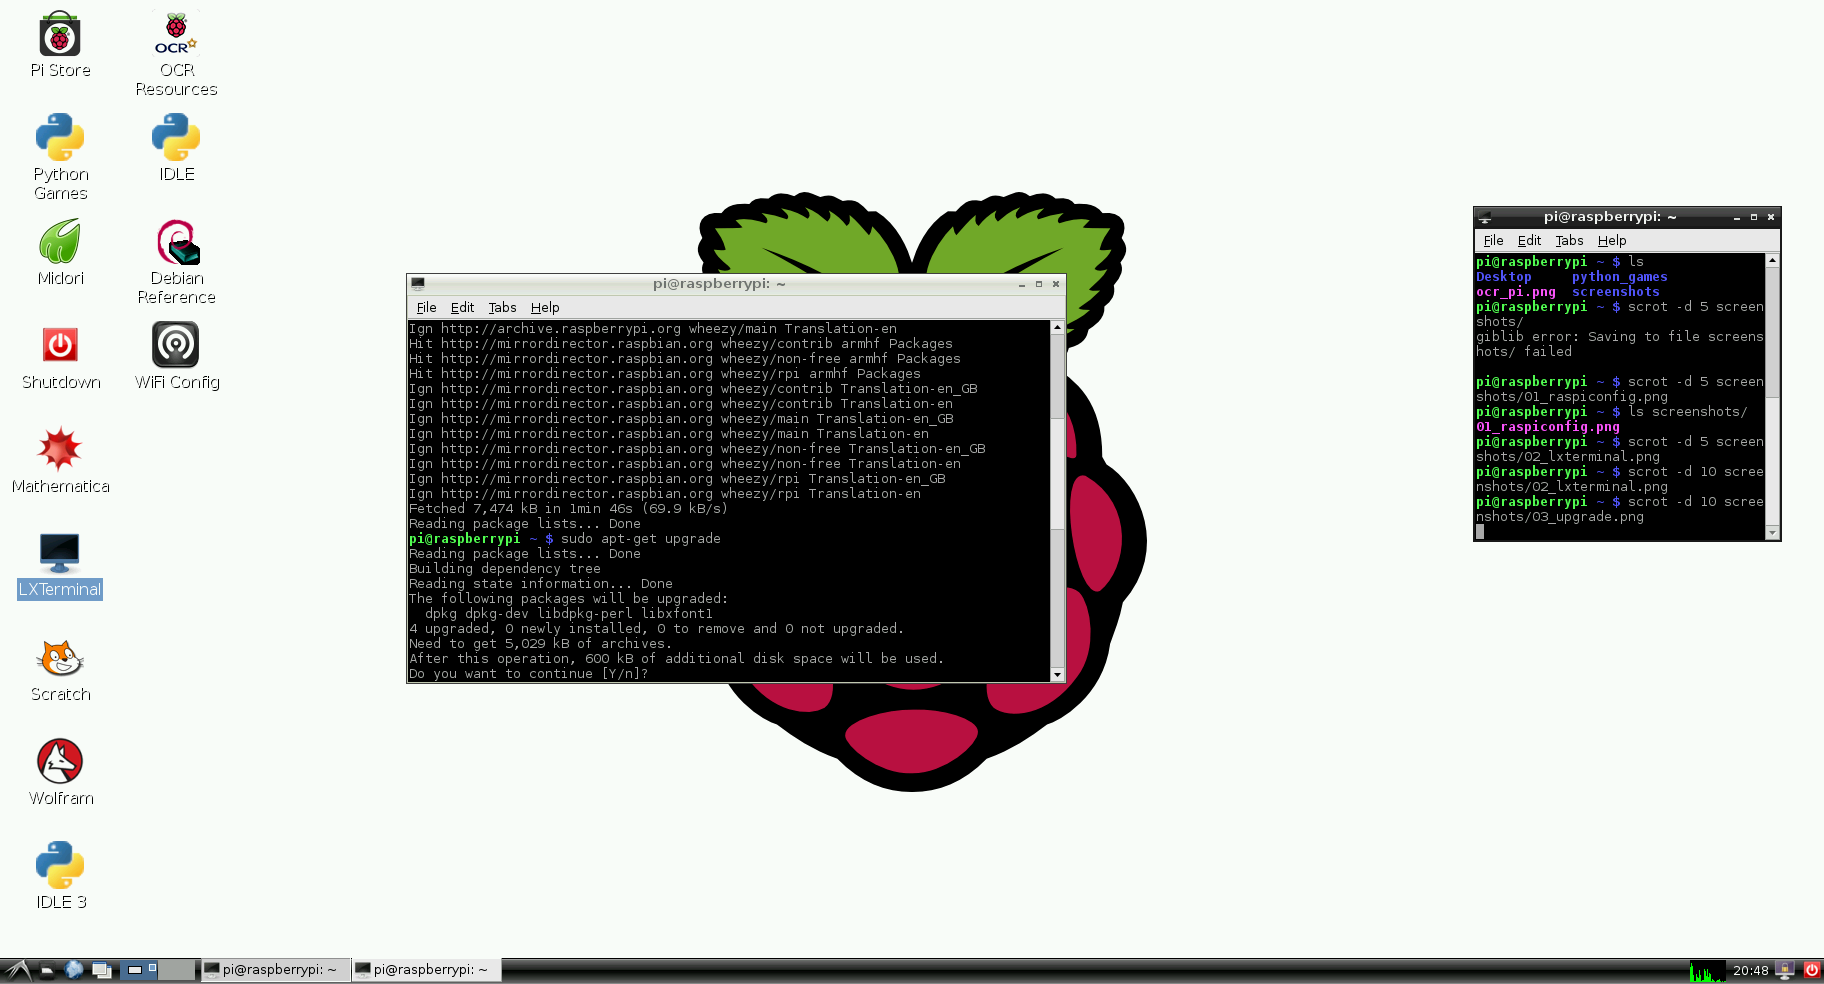 Pi Store
OCR
OCR
Resources
Python
Games
IDLE
Midori
Debian
Reference
Shutdown
WiFi Config
Mathematica
LXTerminal
Scratch
Wolfram
IDLE 3
pi@raspberrypi: ~
File Edit Tabs Help
Ign http://archive.raspberrypi.org wheezy/main Translation-en
Hit http://mirrordirector.raspbian.org wheezy/contrib armhf Packages
Hit http://mirrordirector.raspbian.org wheezy/non-free armhf Packages
Hit http://mirrordirector.raspbian.org wheezy/rpi armhf Packages
Ign http://mirrordirector.raspbian.org wheezy/contrib Translation-en_GB
Ign http://mirrordirector.raspbian.org wheezy/contrib Translation-en
Ign http://mirrordirector.raspbian.org wheezy/main Translation-en_GB
Ign http://mirrordirector.raspbian.org wheezy/main Translation-en
Ign http://mirrordirector.raspbian.org wheezy/non-free Translation-en_GB
Ign http://mirrordirector.raspbian.org wheezy/non-free Translation-en
Ign http://mirrordirector.raspbian.org wheezy/rpi Translation-en_GB
Ign http://mirrordirector.raspbian.org wheezy/rpi Translation-en
Fetched 7,474 kB in 1min 46s (69.9 kB/s)
Reading package lists... Done
pi@raspberrypi ~ $ sudo apt-get upgrade
Reading package lists... Done
Building dependency tree
Reading state information... Done
The following packages will be upgraded:
dpkg dpkg-dev libdpkg-perl libxfont1
4 upgraded, 0 newly installed, 0 to remove and 0 not upgraded.
Need to get 5,029 kB of archives.
After this operation, 600 kB of additional disk space will be used.
Do you want to continue [Y/n]?
pi@raspberrypi: ~
File Edit Tabs Help
pi@raspberrypi ~ $ ls
Desktop python_games
ocr_pi.png screenshots
pi@raspberrypi ~ $ scrot -d 5 screen
shots/
giblib error: Saving to file screens
hots/ failed
pi@raspberrypi ~ $ scrot -d 5 screen
shots/01_raspiconfig.png
pi@raspberrypi ~ $ ls screenshots/
01_raspiconfig.png
pi@raspberrypi ~ $ scrot -d 5 screen
shots/02_lxterminal.png
pi@raspberrypi ~ $ scrot -d 10 scree
nshots/02_lxterminal.png
pi@raspberrypi ~ $ scrot -d 10 scree
nshots/03_upgrade.png
pi@raspberrypi: ~
pi@raspberrypi: ~
20:48